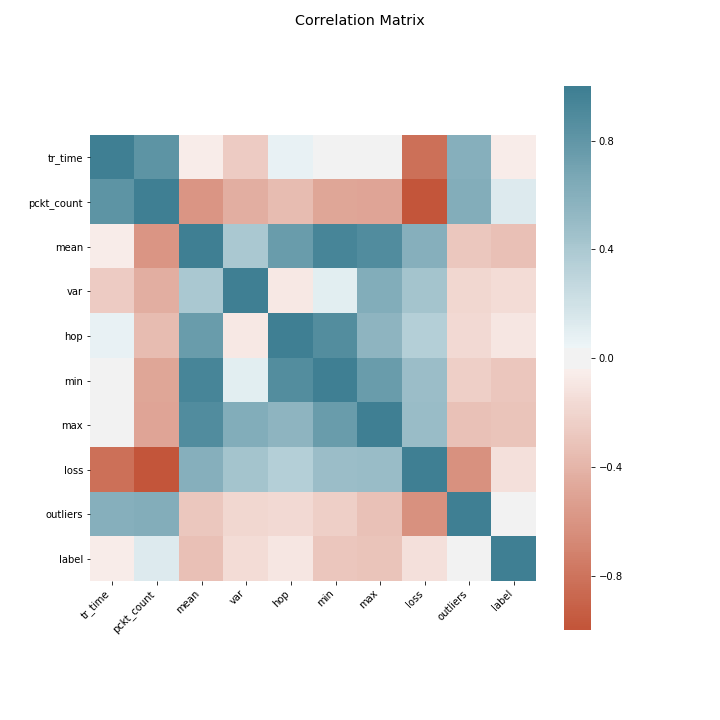 Correlation Matrix
tr_time
pckt_count
mean
var
hop
min
max
loss
outliers
label
tr_time
pckt_count
mean
var
hop
min
max
loss
outliers
label
0.8
0.4
0.0
−0.4
−0.8